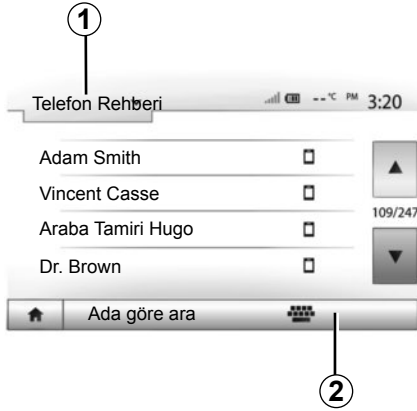 1
Telefon Rehberi
--°C PM 3:20
Adam Smith
Vincent Casse
109/247
Araba Tamiri Hugo
Dr. Brown
Ada göre ara
2